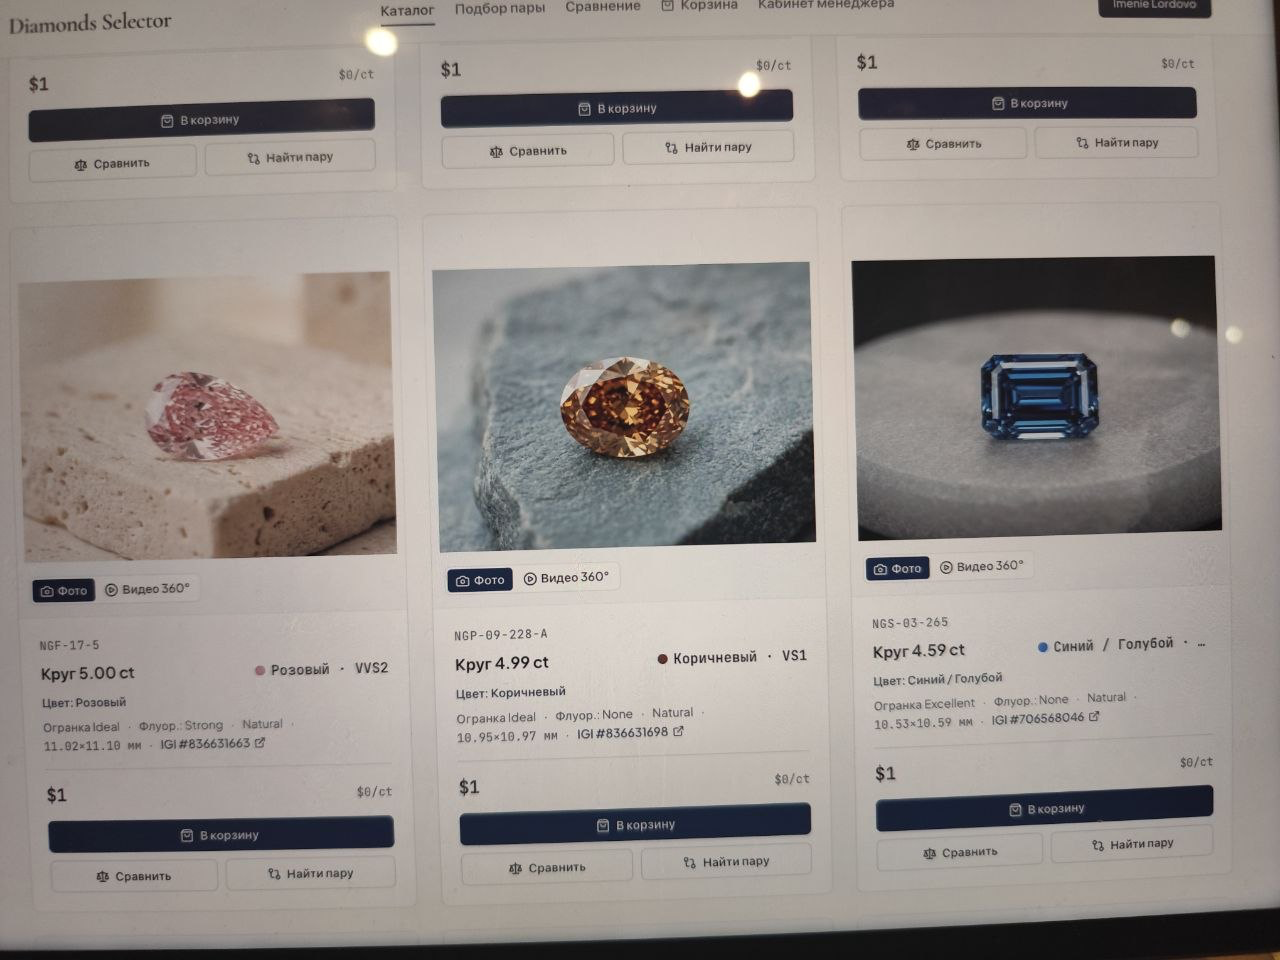 Diamonds Selector
Каталог Подбор пары Сравнение Корзина Кабинет менеджера
Imenie Lordovo
$1 $0/ct
В корзину
Сравнить Найти пару
$1 $0/ct
В корзину
Сравнить Найти пару
$1 $0/ct
В корзину
Сравнить Найти пару
Фото Видео 360°
NGF-17-5
Круг 5.00 ct Розовый · VVS2
Цвет: Розовый
Огранка Ideal · Флуор.: Strong · Natural ·
11.02×11.10 мм · IGI #836631663
$1 $0/ct
В корзину
Сравнить Найти пару
Фото Видео 360°
NGP-09-228-A
Круг 4.99 ct Коричневый · VS1
Цвет: Коричневый
Огранка Ideal · Флуор.: None · Natural ·
10.95×10.97 мм · IGI #836631698
$1 $0/ct
В корзину
Сравнить Найти пару
Фото Видео 360°
NGS-03-265
Круг 4.59 ct Синий / Голубой · …
Цвет: Синий / Голубой
Огранка Excellent · Флуор.: None · Natural ·
10.53×10.59 мм · IGI #706568046
$1 $0/ct
В корзину
Сравнить Найти пару